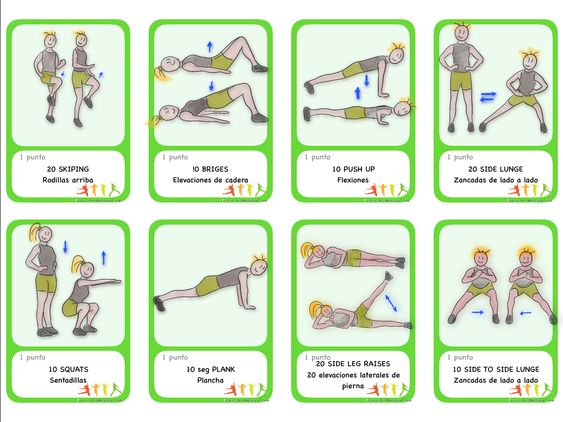 1 punto
20 SKIPING
Rodillas arriba
1 punto
!0 BRIGES
Elevaciones de cadera
1 punto
10 PUSH UP
Flexiones
1 punto
20 SIDE LUNGE
Zancadas de lado a lado
1 punto
10 SQUATS
Sentadillas
1 punto
10 seg PLANK
Plancha
1 punto
20 SIDE LEG RAISES
20 elevaciones laterales de
pierna
1 punto
10 SIDE TO SIDE LUNGE
Zancadas de lado a lado